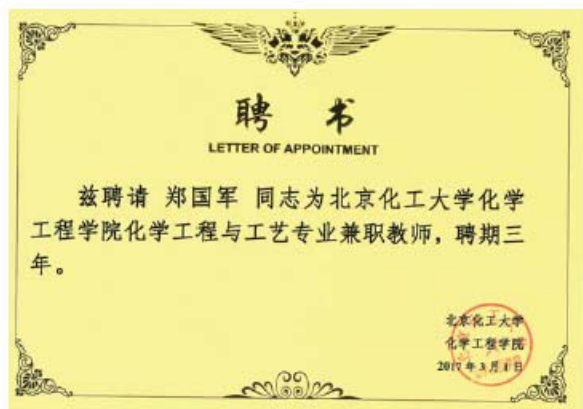 聘 书
LETTER OF APPOINTMENT
兹聘请 郑国军 同志为北京化工大学化学
工程学院化学工程与工艺专业兼职教师，聘期三
年。
北京化工大学
化学工程学院
2017年3月1日